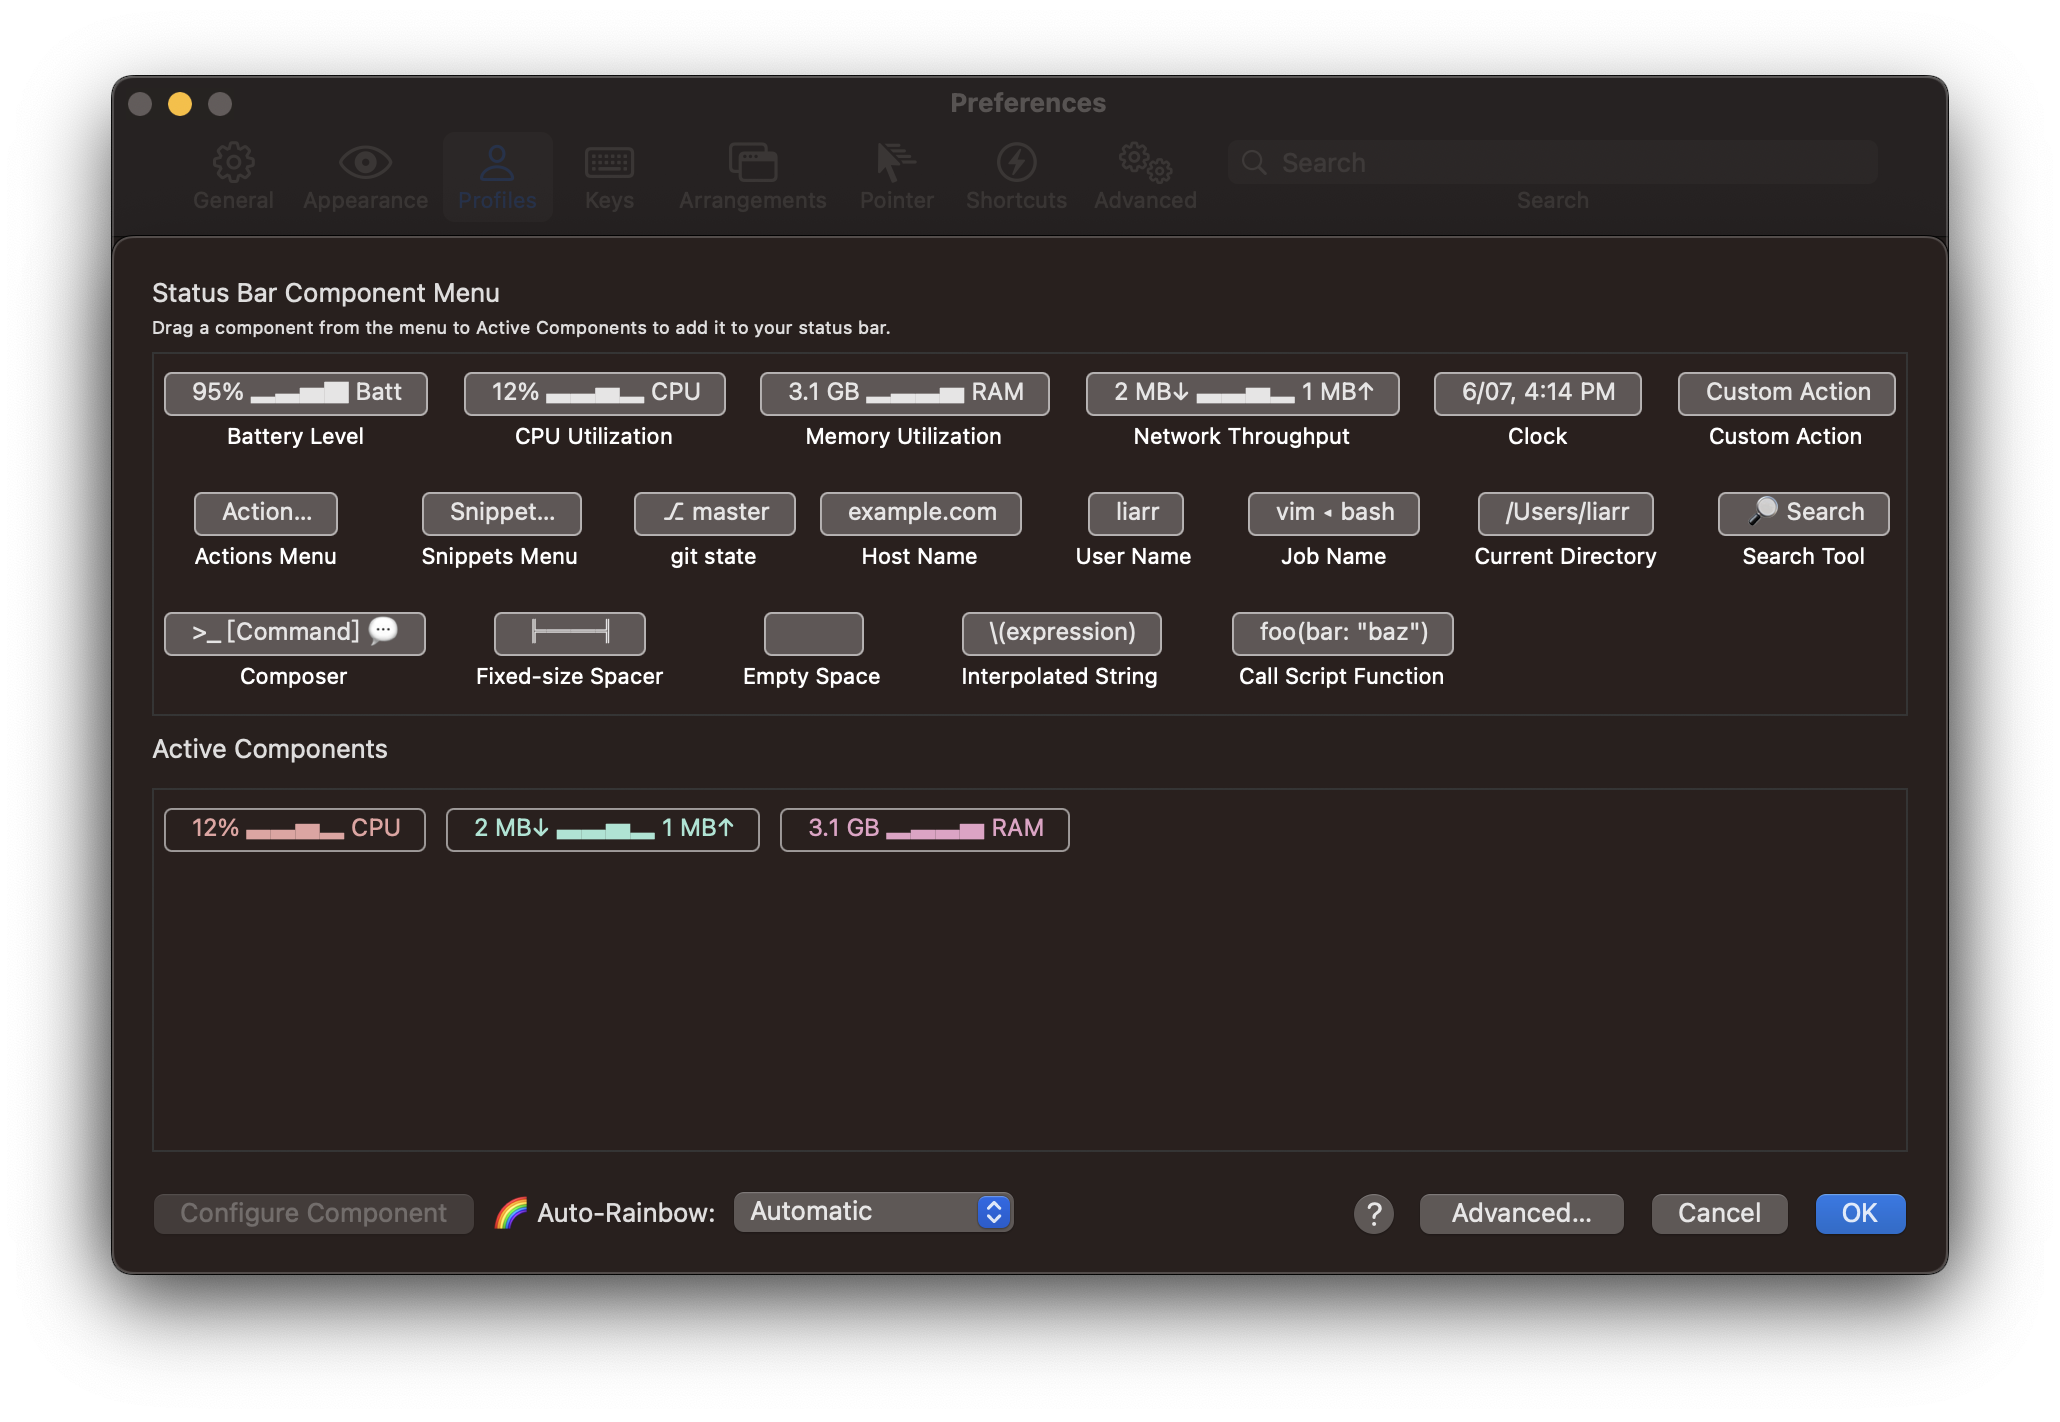 Preferences
General Appearance Profiles Keys Arrangements Pointer Shortcuts Advanced Search
Search
Status Bar Component Menu
Drag a component from the menu to Active Components to add it to your status bar.
95% Batt 12% CPU 3.1 GB RAM 2 MB↓ 1 MB↑ 6/07, 4:14 PM Custom Action
Battery Level CPU Utilization Memory Utilization Network Throughput Clock Custom Action
Action... Snippet... master example.com liarr vim ◂ bash /Users/liarr Search
Actions Menu Snippets Menu git state Host Name User Name Job Name Current Directory Search Tool
>_ [Command] \(expression) foo(bar: "baz")
Composer Fixed-size Spacer Empty Space Interpolated String Call Script Function
Active Components
12% CPU 2 MB↓ 1 MB↑ 3.1 GB RAM
Configure Component Auto-Rainbow: Automatic ? Advanced... Cancel OK